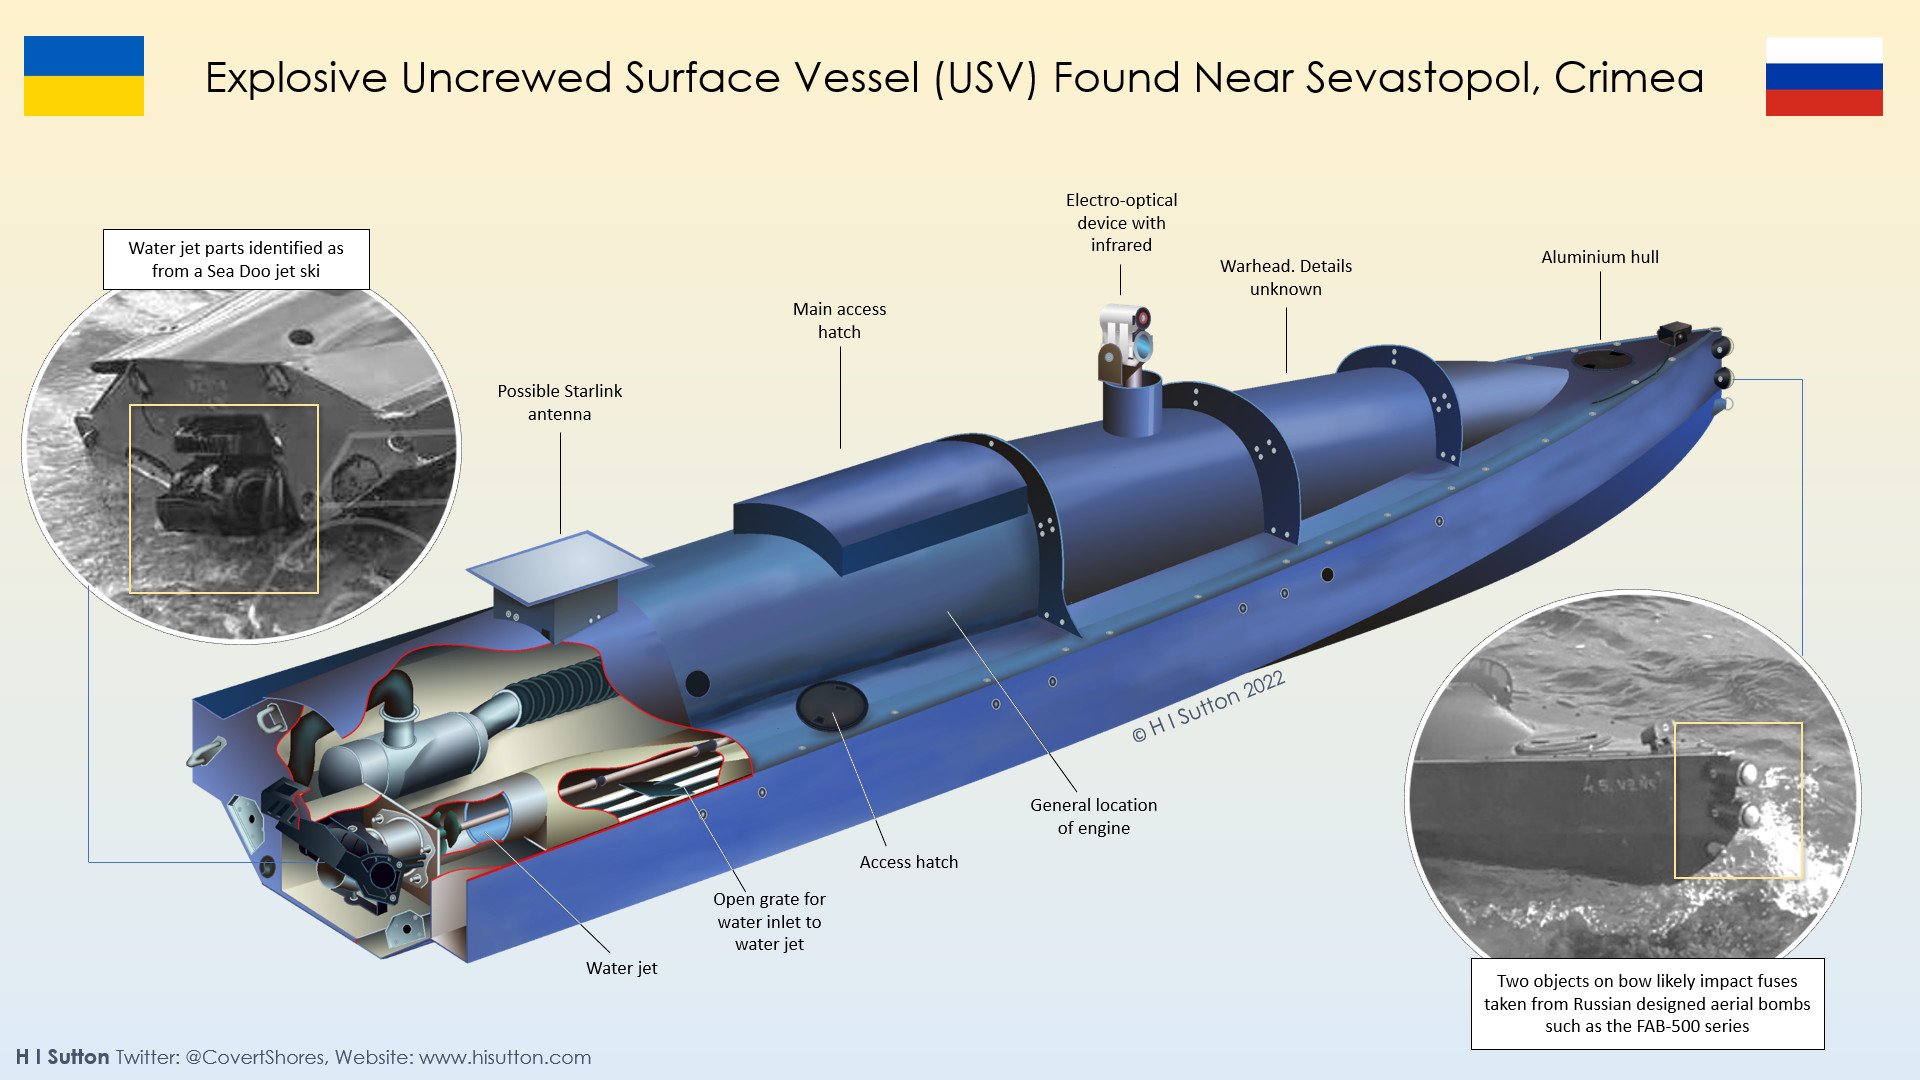 Explosive Uncrewed Surface Vessel (USV) Found Near Sevastopol, Crimea
Electro-optical
device with
infrared
Water jet parts identified as
from a Sea Doo jet ski
Warhead. Details
unknown
Aluminium hull
Main access
hatch
Possible Starlink
antenna
© H I Sutton 2022
General location
of engine
Access hatch
Open grate for
water inlet to
water jet
Water jet
Two objects on bow likely impact fuses
taken from Russian designed aerial bombs
such as the FAB-500 series
H I Sutton Twitter: @CovertShores, Website: www.hisutton.com